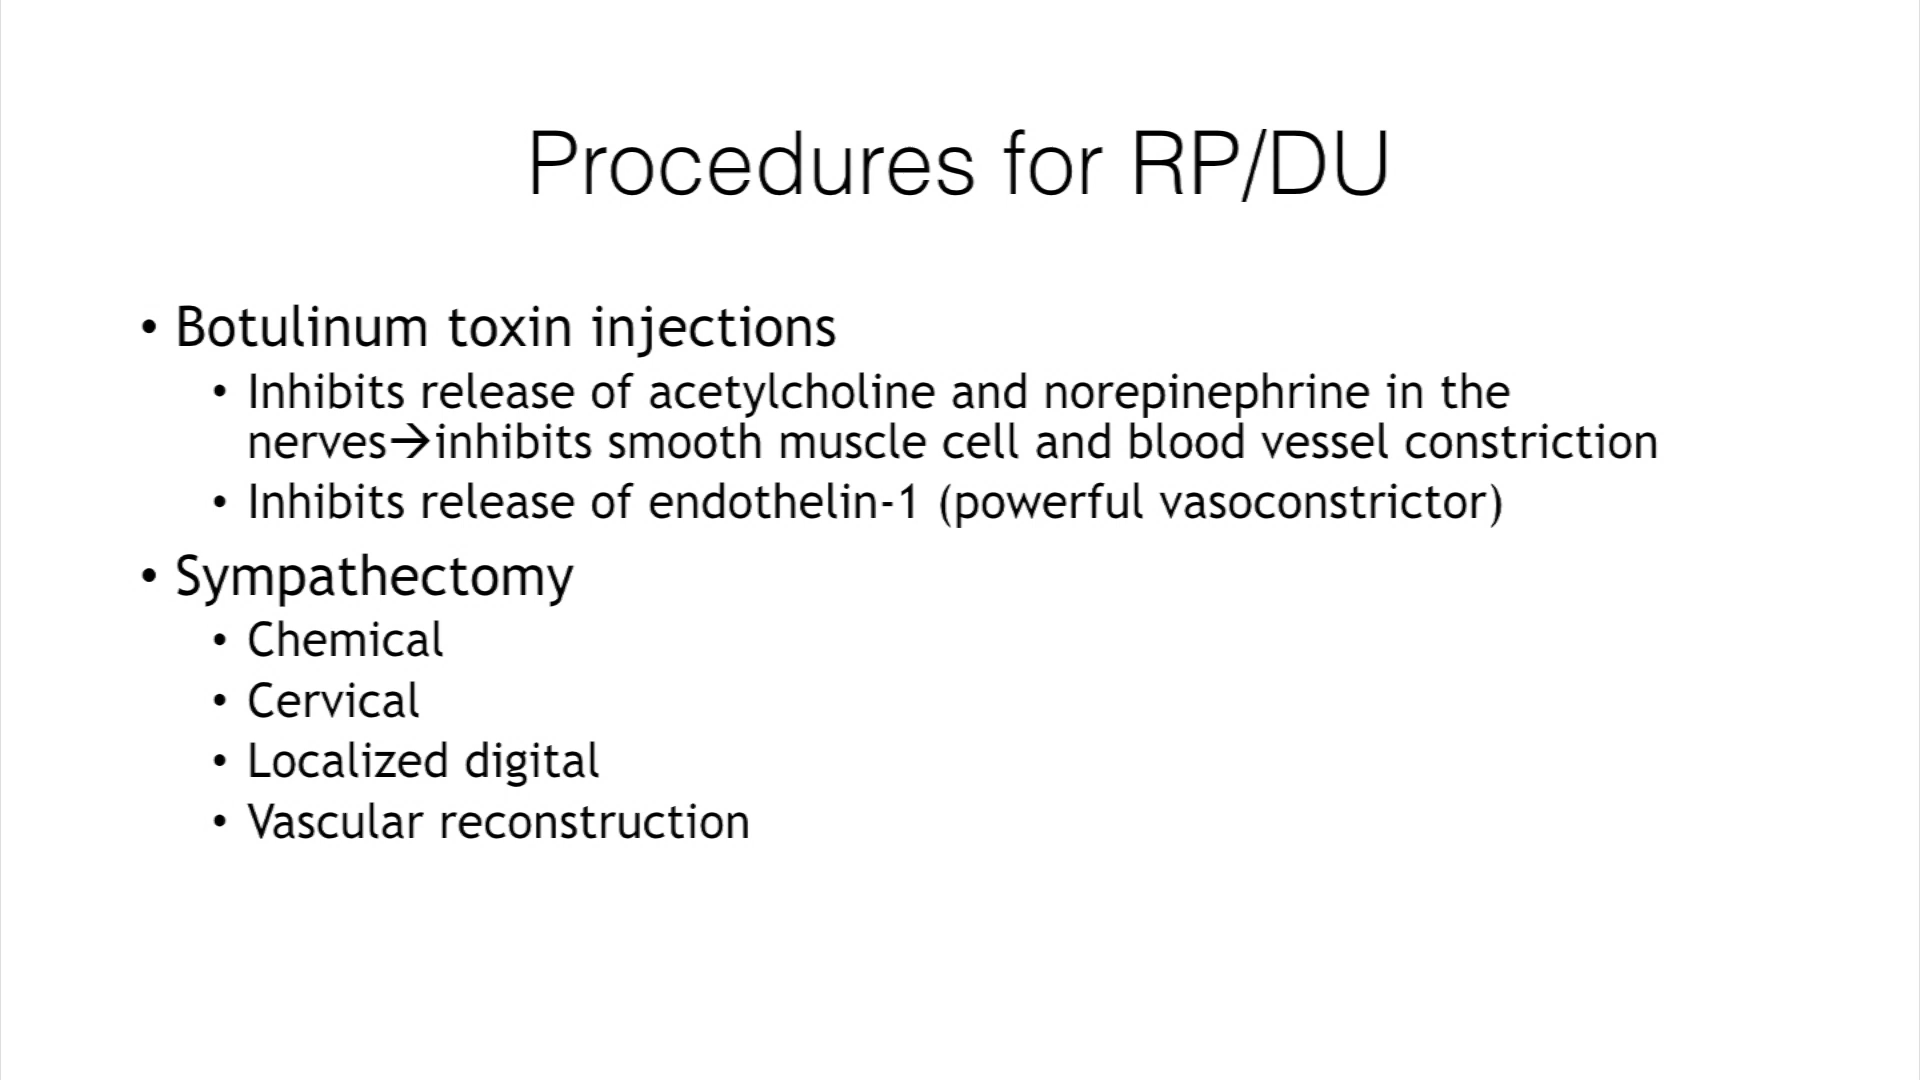 Procedures for RP/DU
• Botulinum toxin injections
• Inhibits release of acetylcholine and norepinephrine in the
nerves→inhibits smooth muscle cell and blood vessel constriction
• Inhibits release of endothelin-1 (powerful vasoconstrictor)
• Sympathectomy
• Chemical
• Cervical
• Localized digital
• Vascular reconstruction